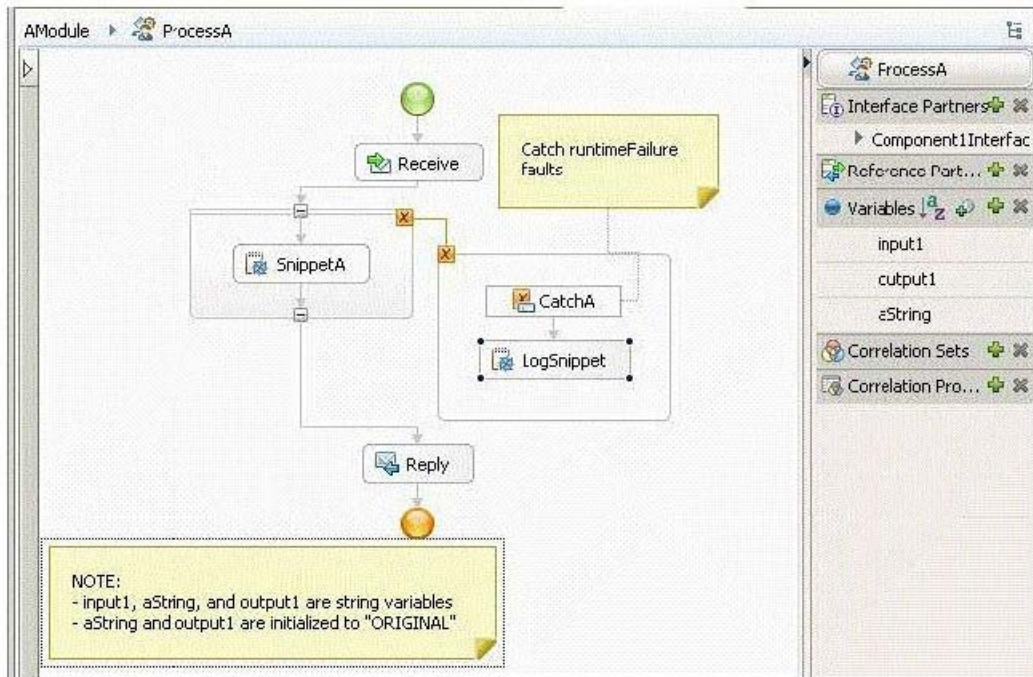 AModule ProcessA
Receive
Catch runtimeFailure
faults
SnippetA
CatchA
LogSnippet
Reply
NOTE:
- input1, aString, and output1 are string variables
- aString and output1 are initialized to "ORIGINAL"
ProcessA
Interface Partners
Component1Interfac
Reference Part...
Variables
input1
output1
aString
Correlation Sets
Correlation Pro...